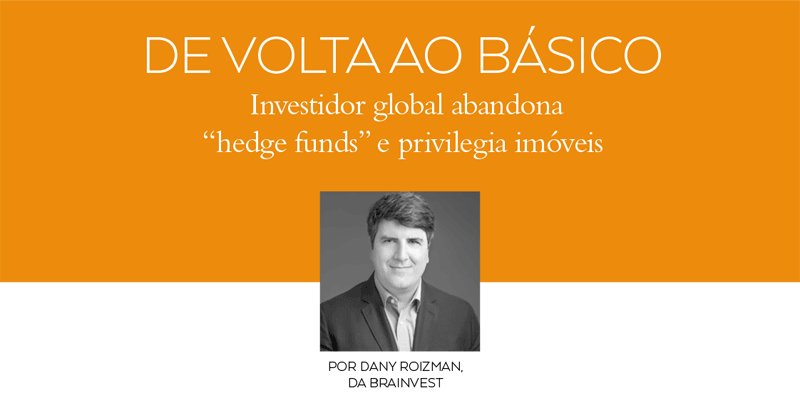 DE VOLTA AO BÁSICO
Investidor global abandona
“hedge funds” e privilegia imóveis
POR DANY ROIZMAN,
DA BRAINVEST